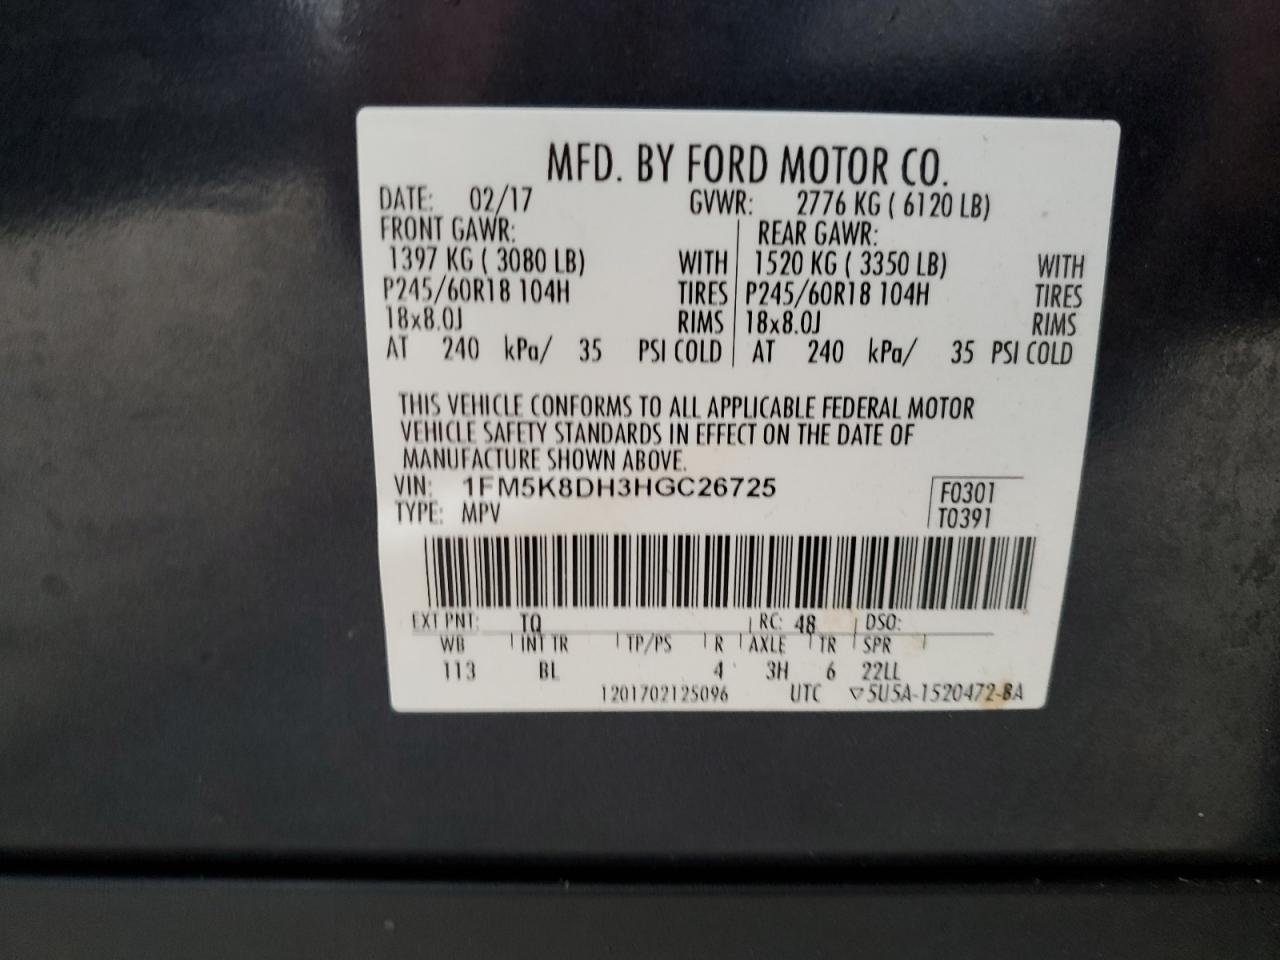 MFD. BY FORD MOTOR CO.
DATE: 02/17 GVWR: 2776 KG ( 6120 LB)
FRONT GAWR: REAR GAWR:
1397 KG ( 3080 LB) WITH 1520 KG ( 3350 LB) WITH
P245/60R18 104H TIRES P245/60R18 104H TIRES
18x8.0J RIMS 18x8.0J RIMS
AT 240 kPa/ 35 PSI COLD AT 240 kPa/ 35 PSI COLD
THIS VEHICLE CONFORMS TO ALL APPLICABLE FEDERAL MOTOR
VEHICLE SAFETY STANDARDS IN EFFECT ON THE DATE OF
MANUFACTURE SHOWN ABOVE.
VIN: 1FM5K8DH3HGC26725 F0301
TYPE: MPV T0391
EXT PNT: TQ RC: 48 DSO:
WB INT TR TP/PS R AXLE TR SPR
113 BL 4 3H 6 22LL
1201702125096 UTC ▽5U5A-1520472-BA